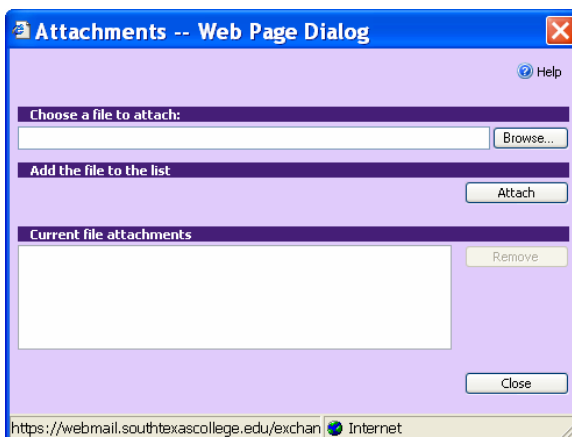 Attachments -- Web Page Dialog
Help
Choose a file to attach:
Browse...
Add the file to the list
Attach
Current file attachments
Remove
Close
https://webmail.southtexascollege.edu/exchan Internet